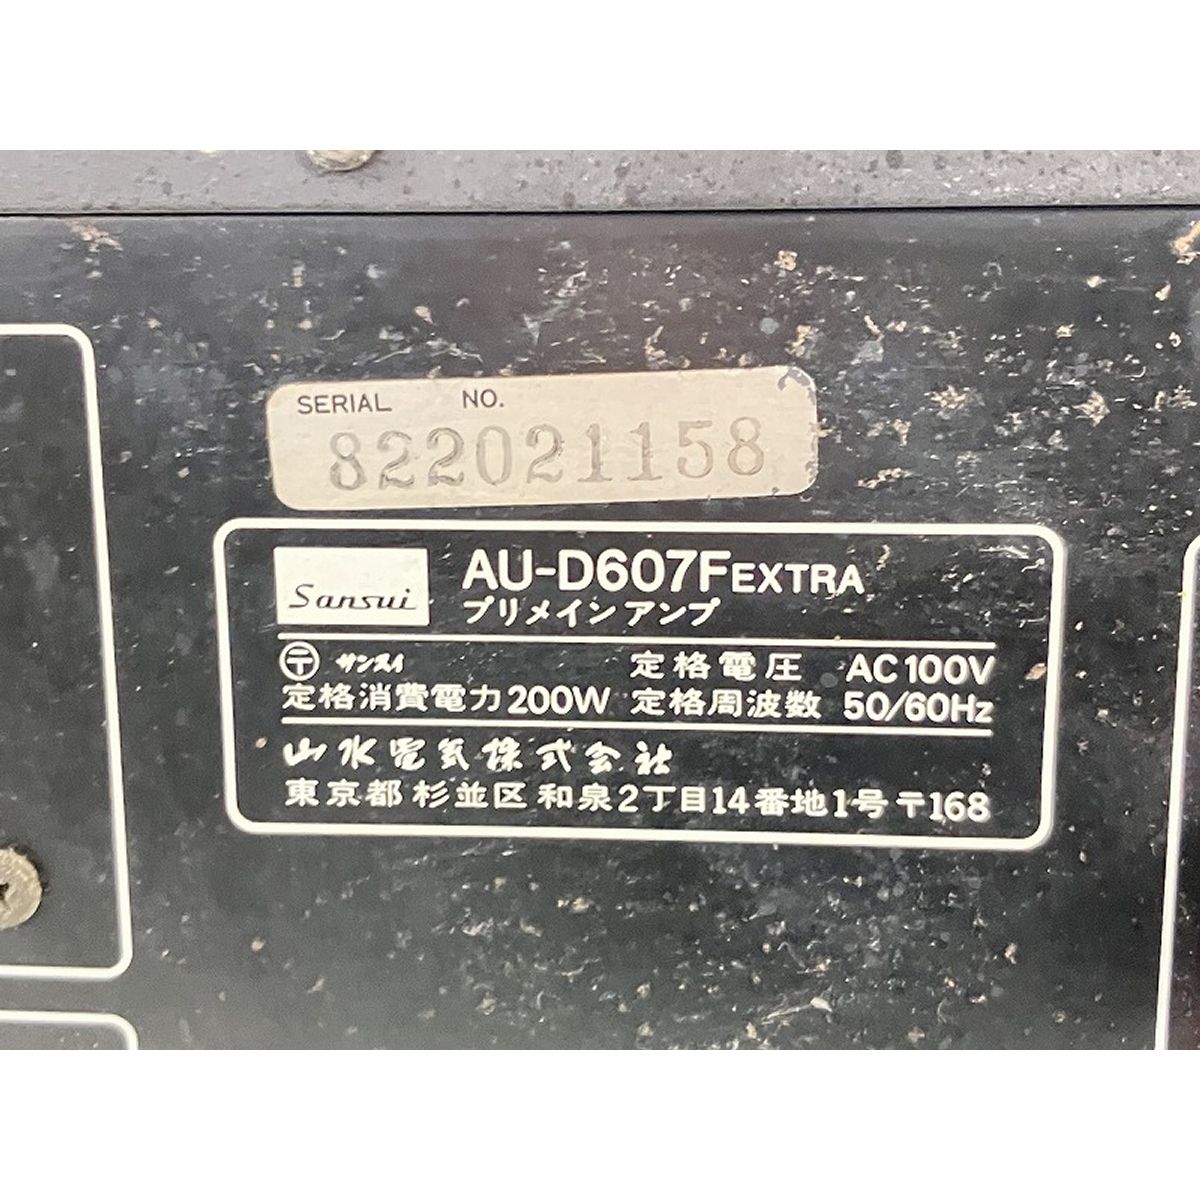 SERIAL NO.
822021158
Sansui
AU-D607F EXTRA
プリメインアンプ
〒 サンスイ 定格電圧 AC100V
定格消費電力200W 定格周波数 50/60Hz
山水電気株式会社
東京都杉並区和泉2丁目14番地1号〒168